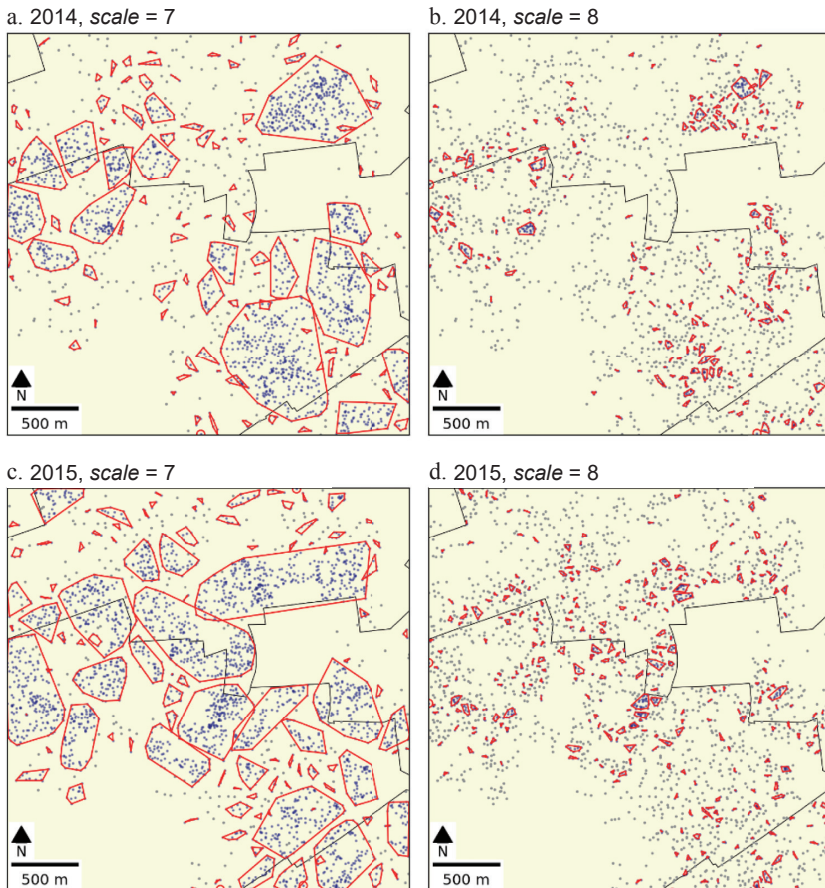 a. 2014, scale = 7
b. 2014, scale = 8
N
500 m
N
500 m
c. 2015, scale = 7
d. 2015, scale = 8
N
500 m
N
500 m